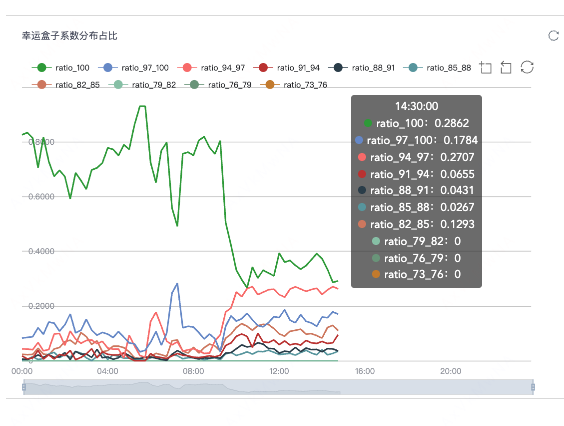 幸运盒子系数分布占比
ratio_100 ratio_97_100 ratio_94_97 ratio_91_94 ratio_88_91 ratio_85_88
ratio_82_85 ratio_79_82 ratio_76_79 ratio_73_76
14:30:00
ratio_100: 0.2862
ratio_97_100: 0.1784
ratio_94_97: 0.2707
ratio_91_94: 0.0655
ratio_88_91: 0.0431
ratio_85_88: 0.0267
ratio_82_85: 0.1293
ratio_79_82: 0
ratio_76_79: 0
ratio_73_76: 0
0.8000
0.6000
0.4000
0.2000
00:00 04:00 08:00 12:00 16:00 20:00